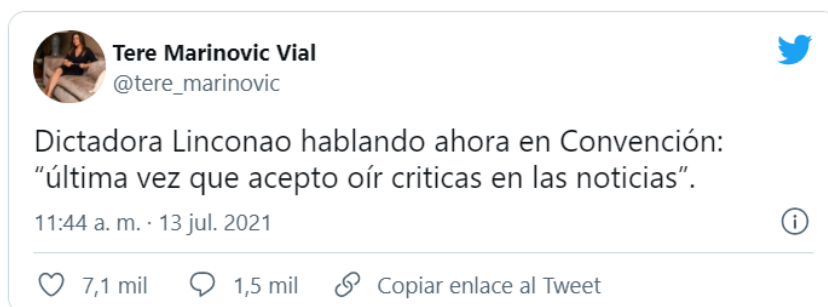 Tere Marinovic Vial
@tere_marinovic
Dictadora Linconao hablando ahora en Convención:
“última vez que acepto oír criticas en las noticias”.
11:44 a. m. · 13 jul. 2021
7,1 mil 1,5 mil Copiar enlace al Tweet